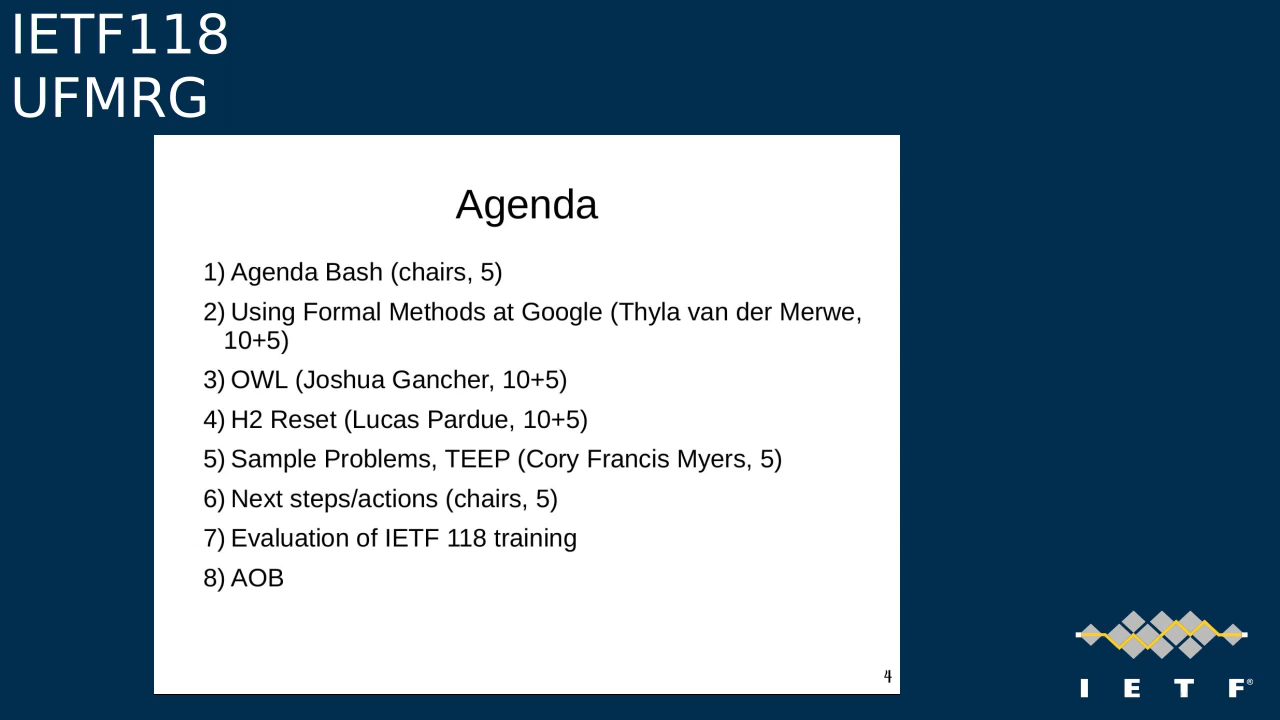 IETF118
UFMRG
Agenda
1) Agenda Bash (chairs, 5)
2) Using Formal Methods at Google (Thyla van der Merwe,
10+5)
3) OWL (Joshua Gancher, 10+5)
4) H2 Reset (Lucas Pardue, 10+5)
5) Sample Problems, TEEP (Cory Francis Myers, 5)
6) Next steps/actions (chairs, 5)
7) Evaluation of IETF 118 training
8) AOB
4
I E T F®